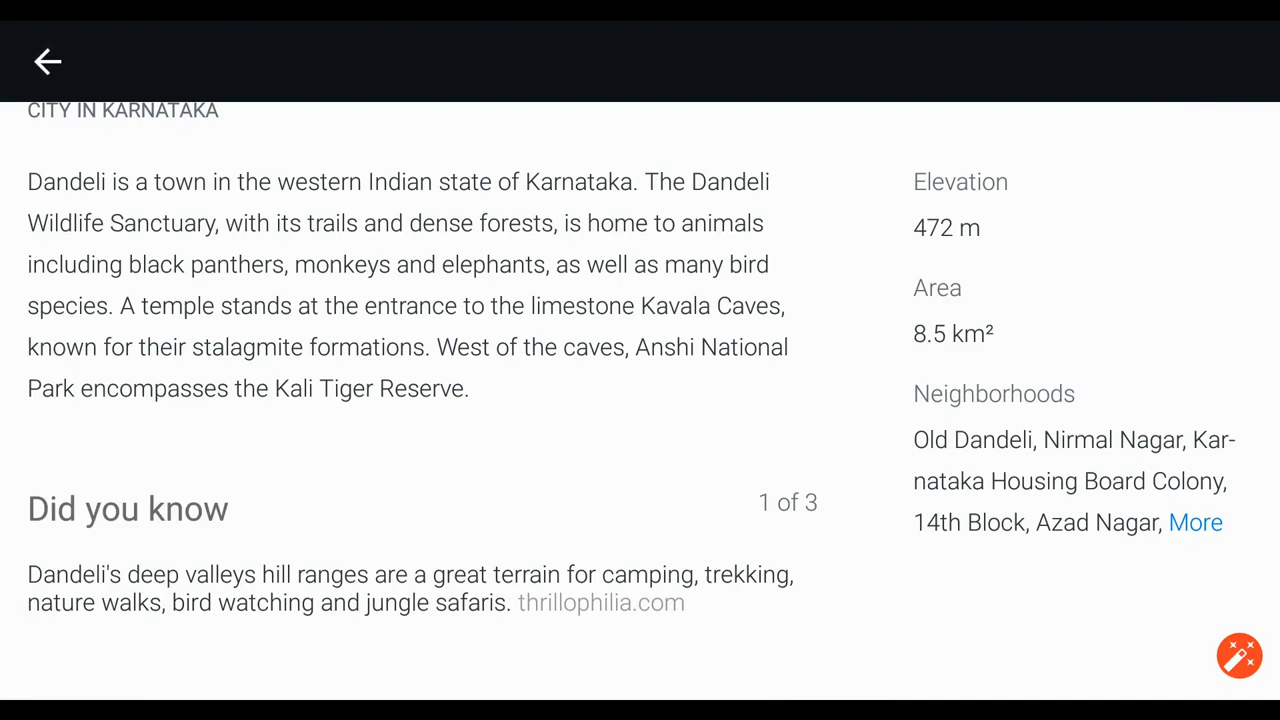 CITY IN KARNATAKA
Dandeli is a town in the western Indian state of Karnataka. The Dandeli
Wildlife Sanctuary, with its trails and dense forests, is home to animals
including black panthers, monkeys and elephants, as well as many bird
species. A temple stands at the entrance to the limestone Kavala Caves,
known for their stalagmite formations. West of the caves, Anshi National
Park encompasses the Kali Tiger Reserve.
Did you know
1 of 3
Dandeli's deep valleys hill ranges are a great terrain for camping, trekking,
nature walks, bird watching and jungle safaris. thrillophilia.com
Elevation
472 m
Area
8.5 km²
Neighborhoods
Old Dandeli, Nirmal Nagar, Kar-
nataka Housing Board Colony,
14th Block, Azad Nagar, More